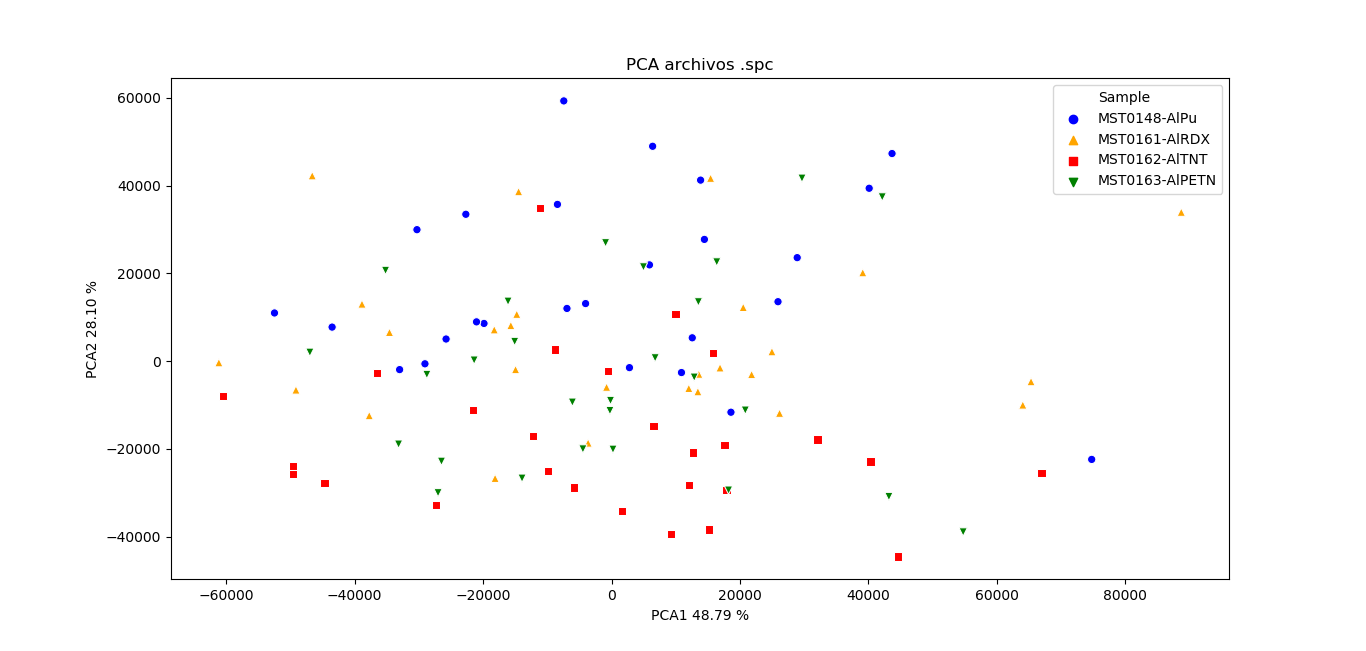 PCA archivos .spc
Sample
MST0148-AlPu
MST0161-AlRDX
MST0162-AlTNT
MST0163-AlPETN
60000
40000
20000
0
−20000
−40000
PCA2 28.10 %
−60000
−40000
−20000
0
20000
40000
60000
80000
PCA1 48.79 %